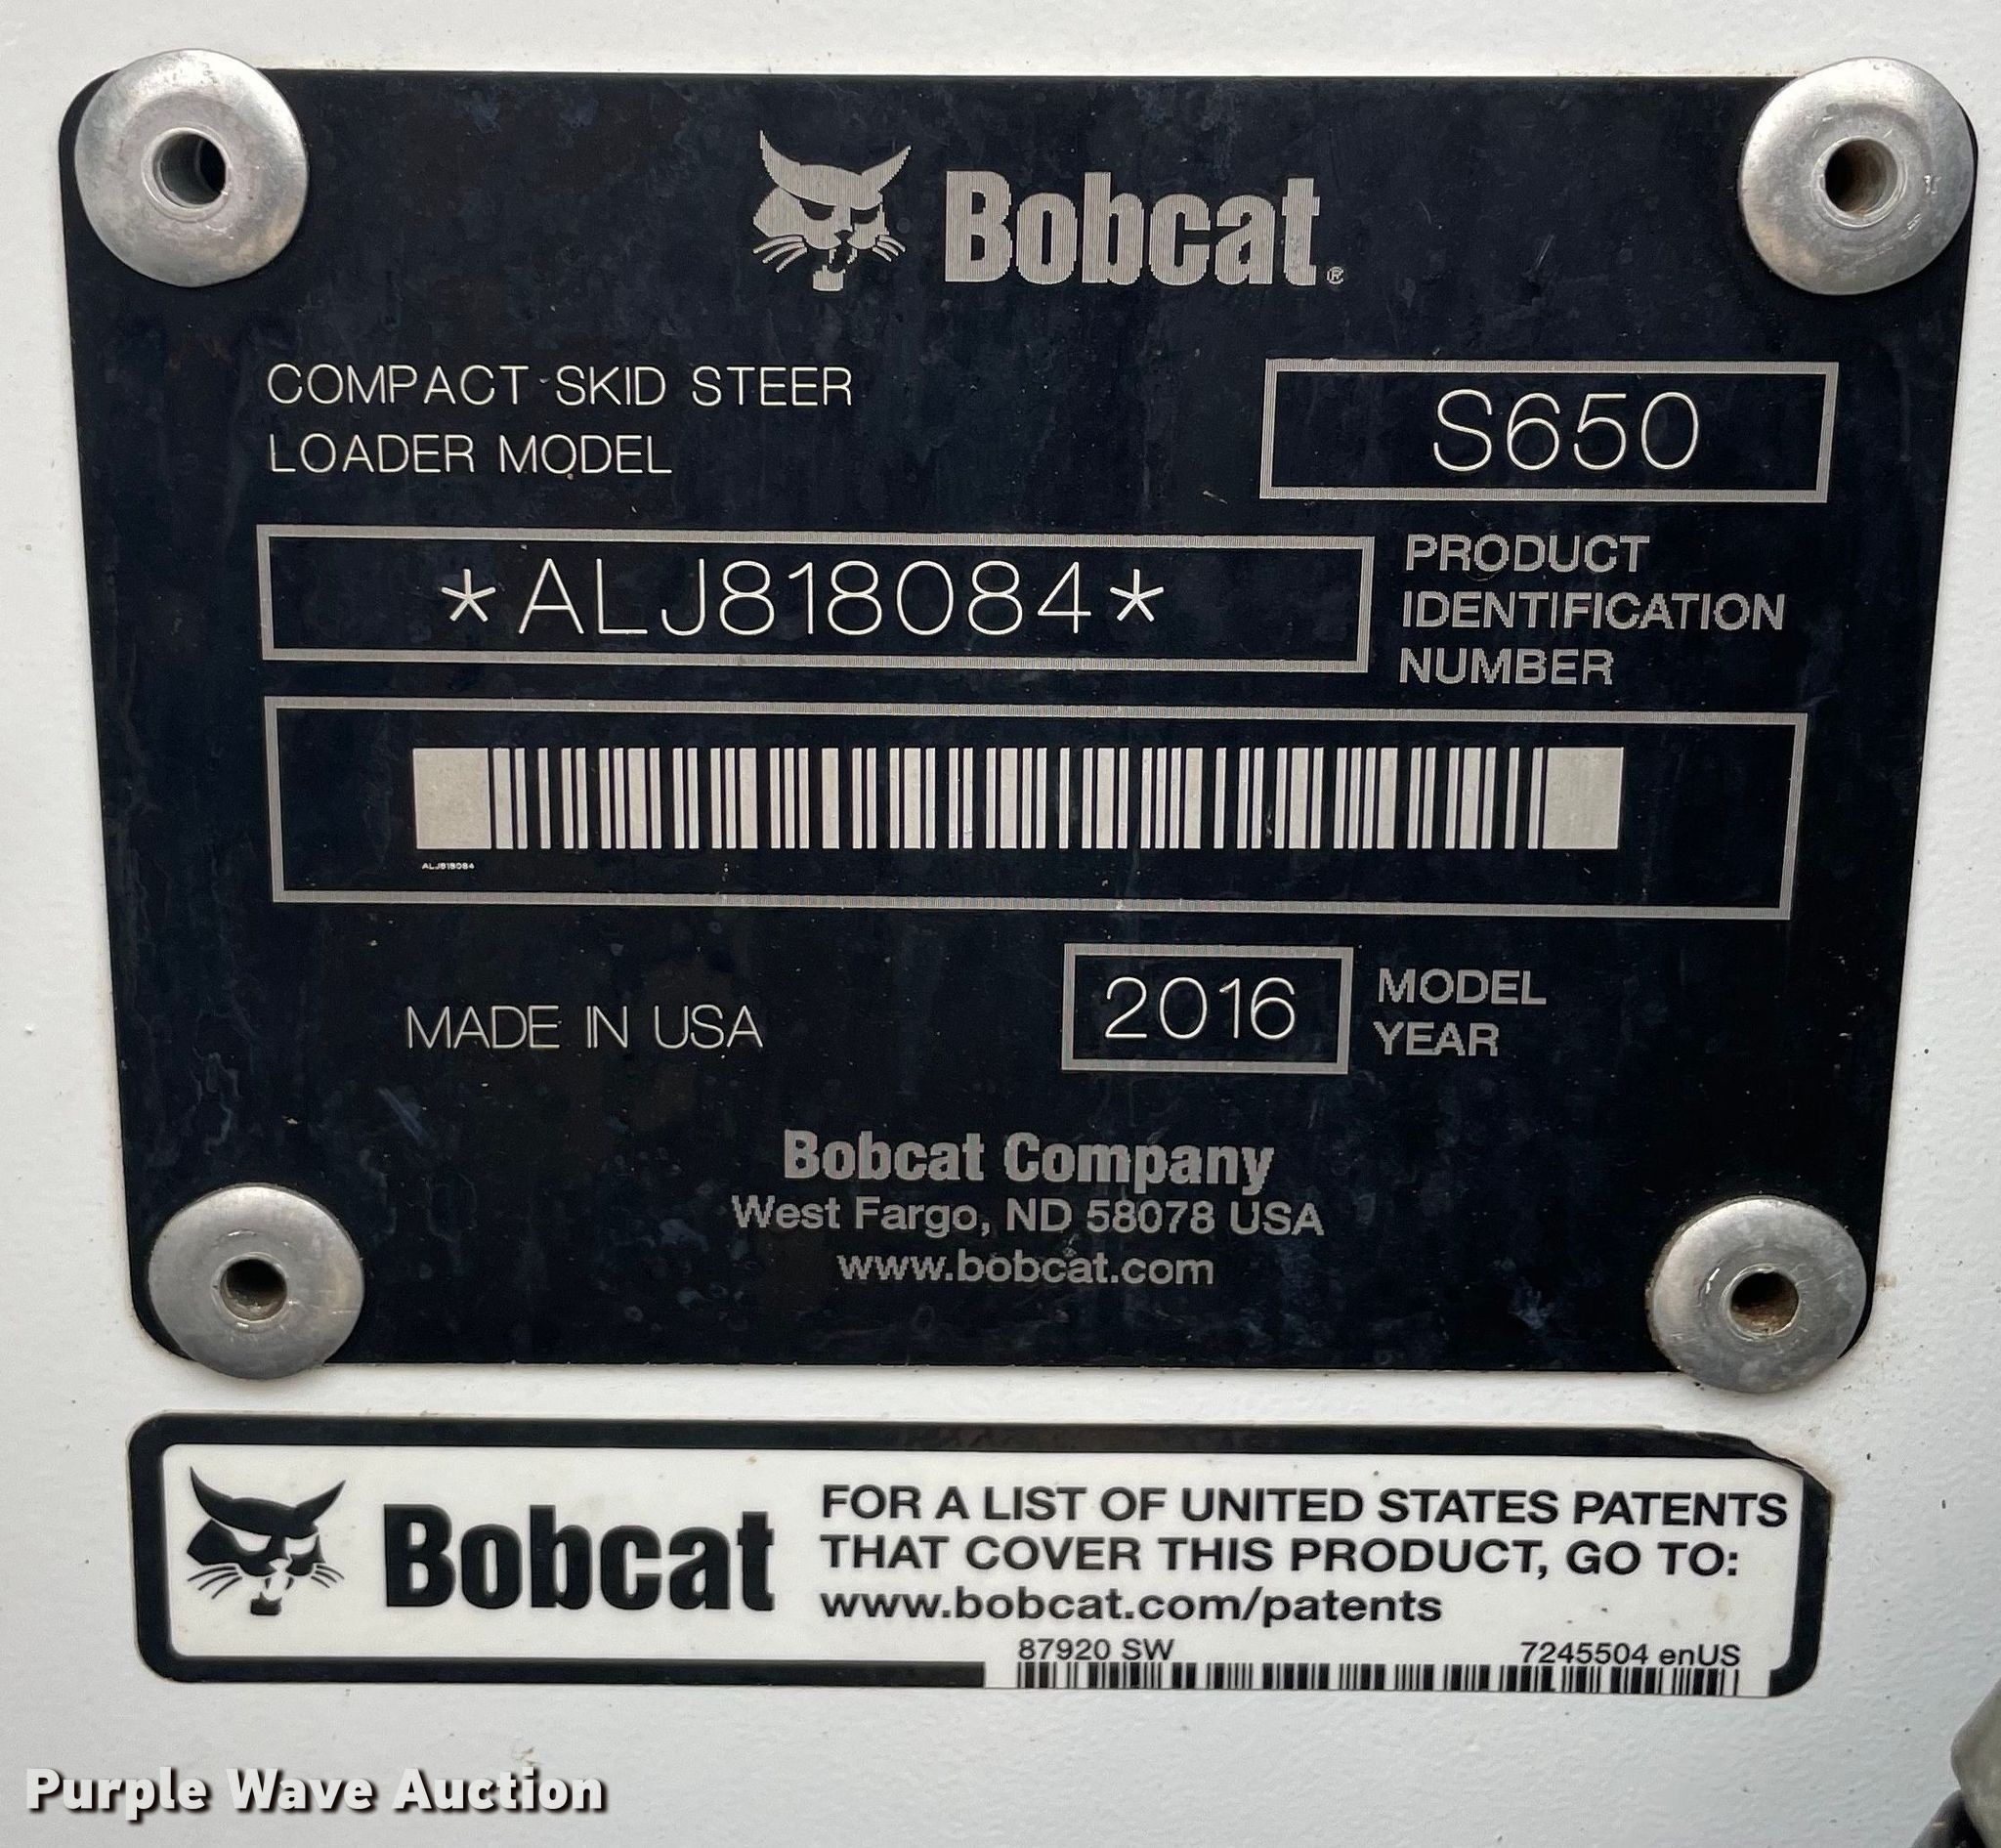 Bobcat®
COMPACT SKID STEER
LOADER MODEL
S650
*ALJ818084*
PRODUCT
IDENTIFICATION
NUMBER
ALJ818084
MADE IN USA
2016
MODEL
YEAR
Bobcat Company
West Fargo, ND 58078 USA
www.bobcat.com
Bobcat
FOR A LIST OF UNITED STATES PATENTS
THAT COVER THIS PRODUCT, GO TO:
www.bobcat.com/patents
87920 SW
7245504 enUS
Purple Wave Auction